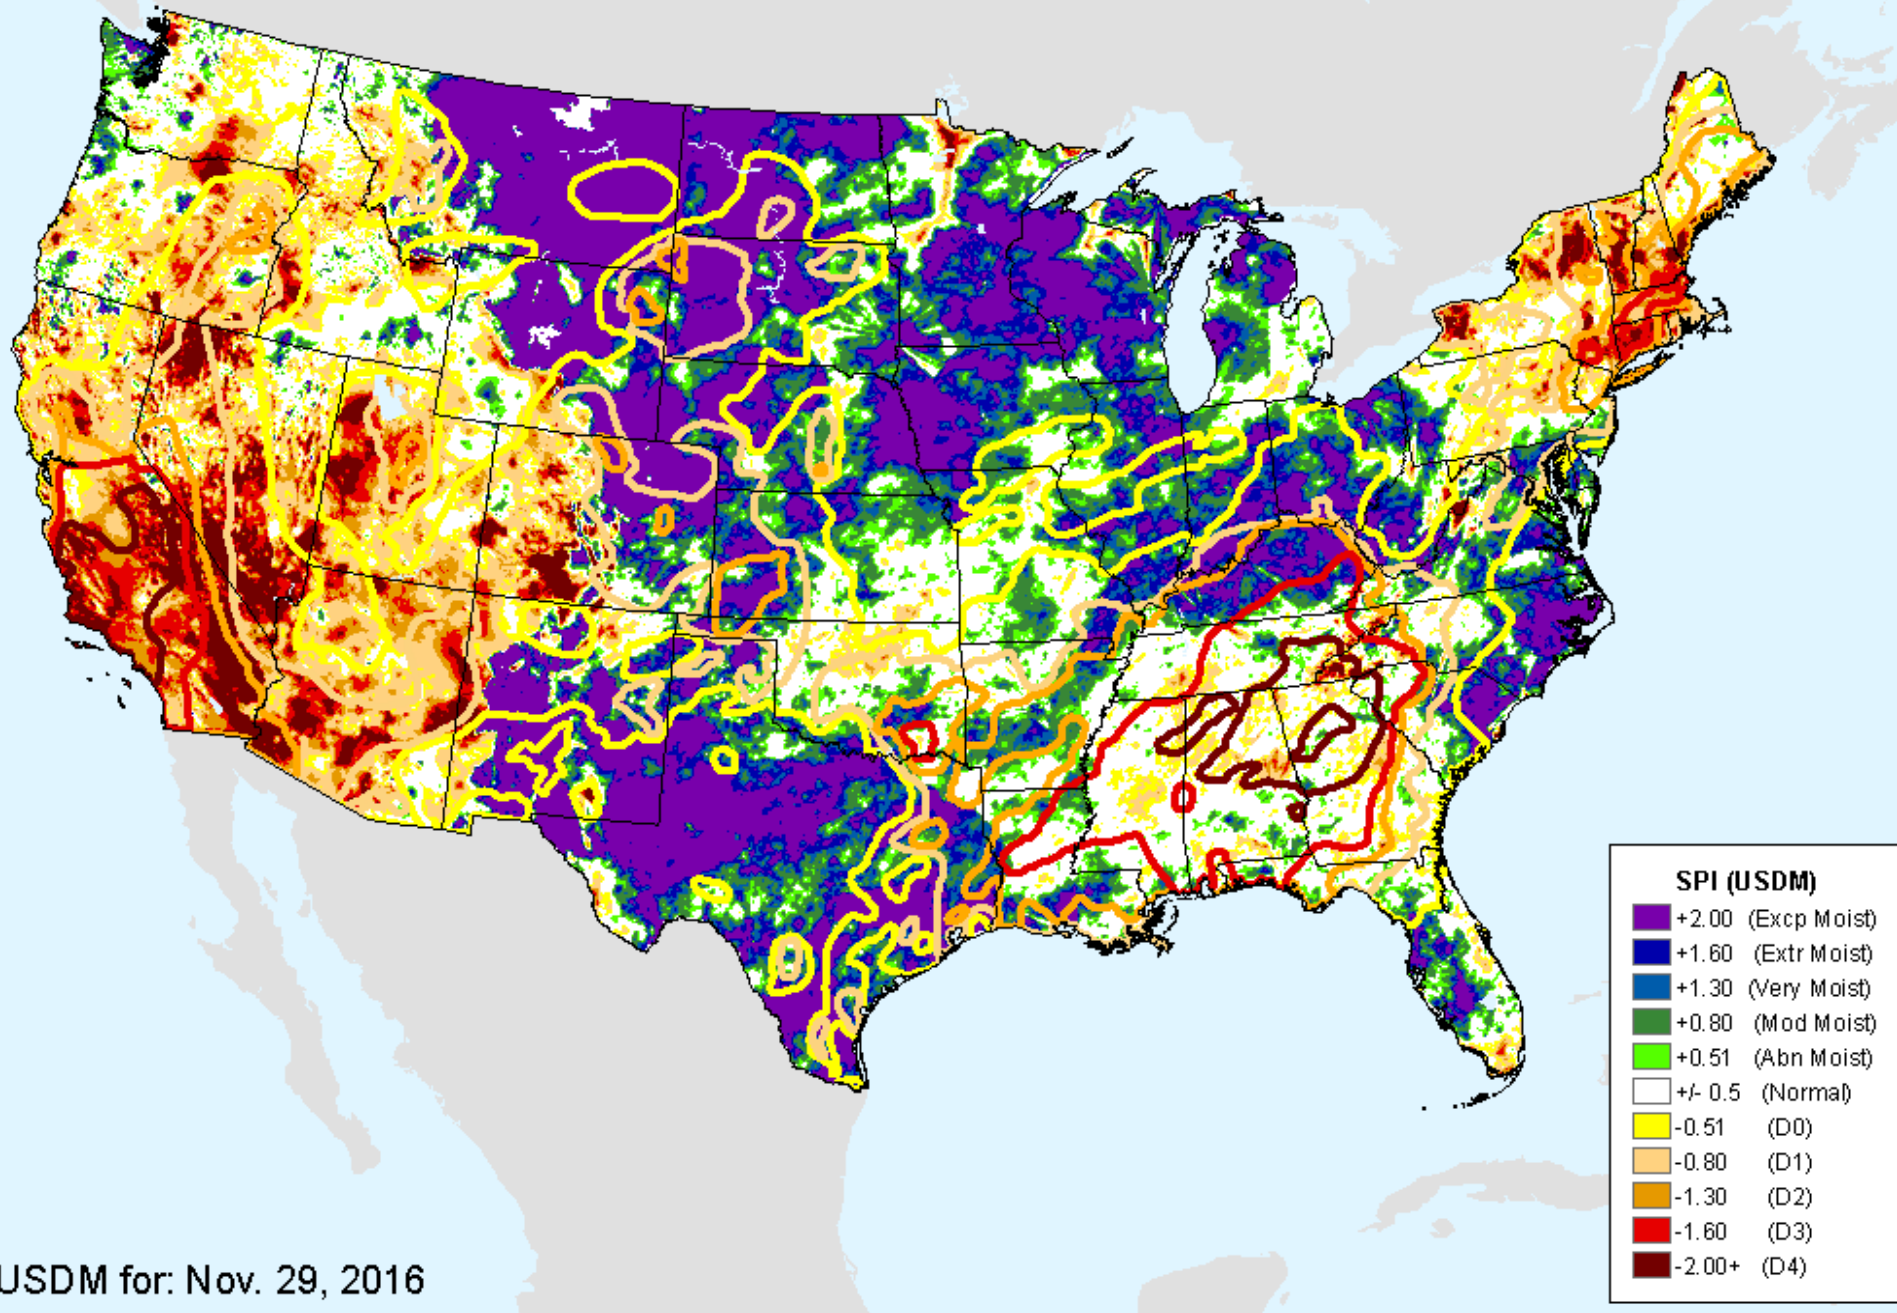 SPI (USDM)
+2.00 (Excp Moist)
+1.60 (Extr Moist)
+1.30 (Very Moist)
+0.80 (Mod Moist)
+0.51 (Abn Moist)
+/- 0.5 (Normal)
-0.51 (D0)
-0.80 (D1)
-1.30 (D2)
-1.60 (D3)
-2.00+ (D4)
USDM for: Nov. 29, 2016